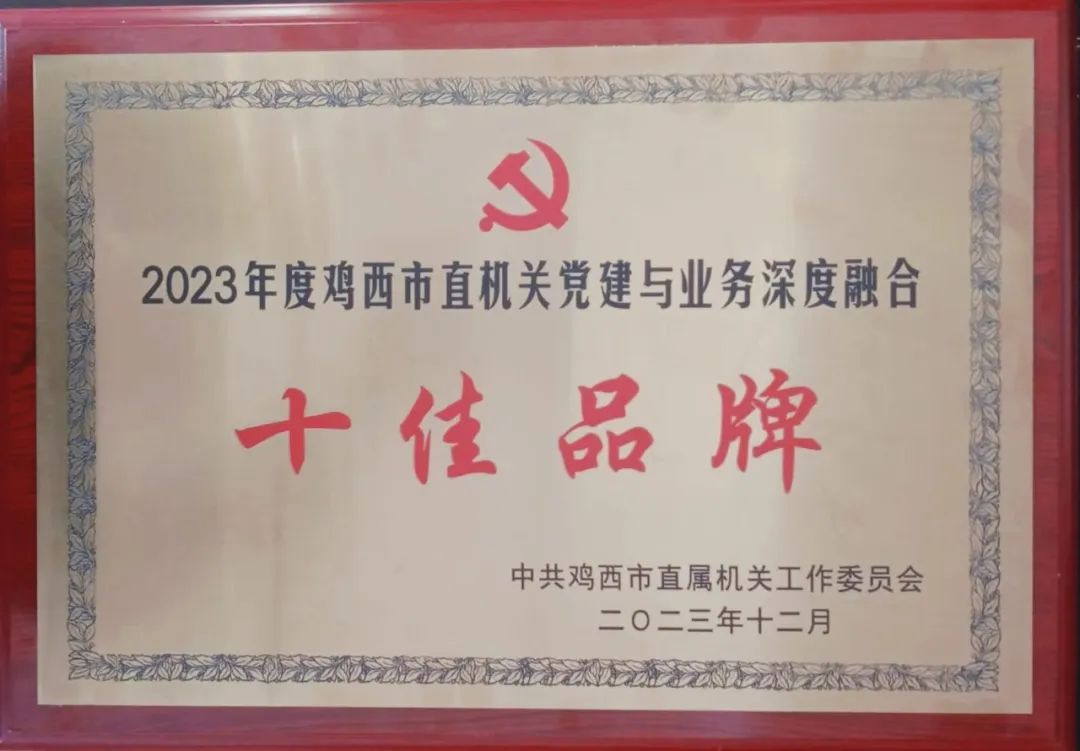 2023年度鸡西市直机关党建与业务深度融合
十佳品牌
中共鸡西市直属机关工作委员会
二〇二三年十二月